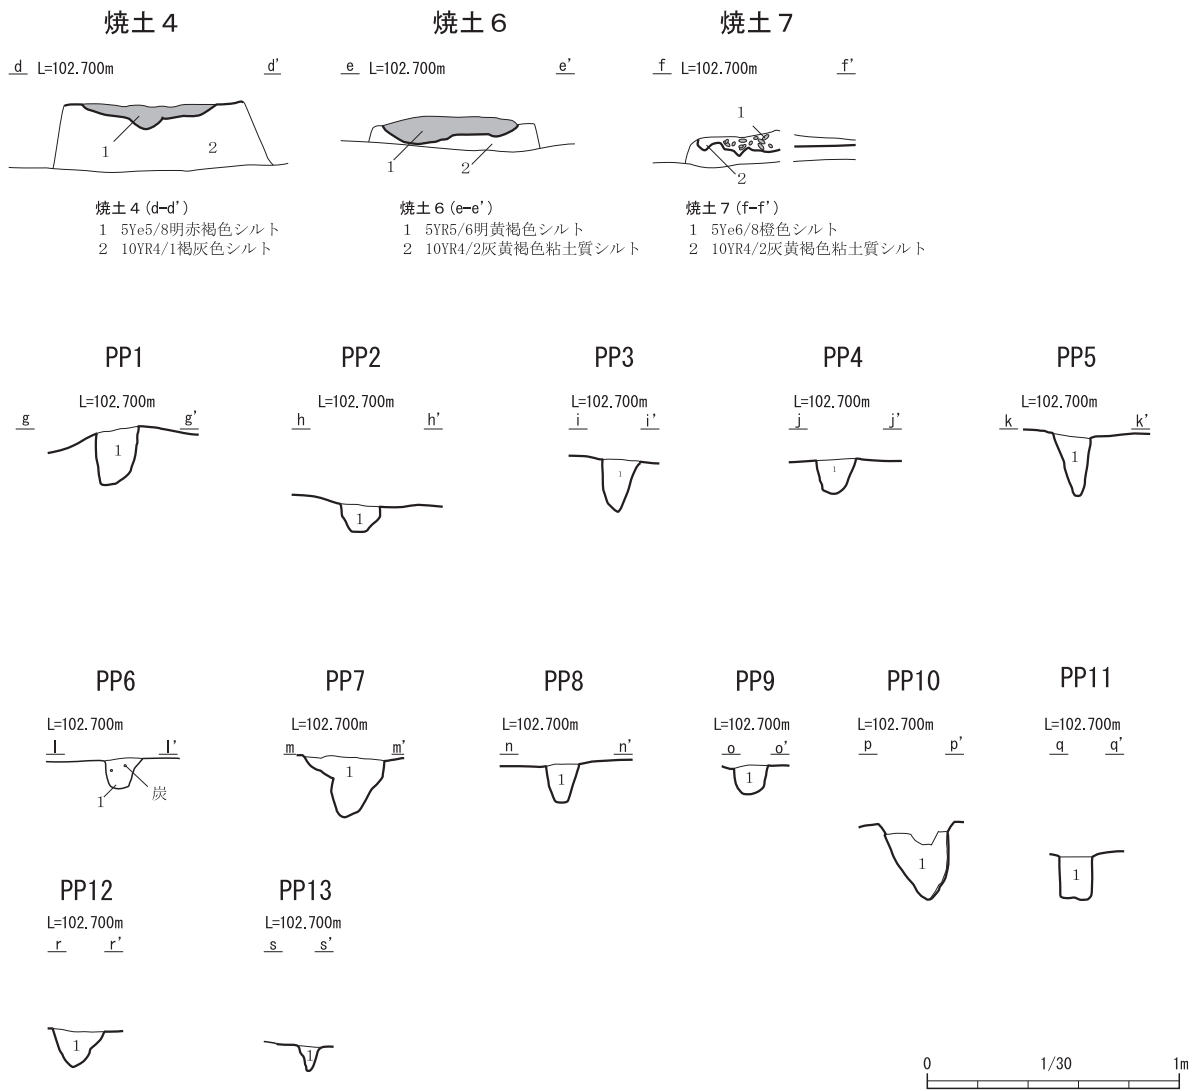 焼土４ 焼土６ 焼土７
d L=102.700m d' e L=102.700m e' f L=102.700m f'
1 2 1 2 1 2
焼土４(d-d')
1 5Ye5/8明赤褐色シルト
2 10YR4/1褐灰色シルト
焼土６(e-e')
1 5YR5/6明黄褐色シルト
2 10YR4/2灰黄褐色粘土質シルト
焼土７(f-f')
1 5Ye6/8橙色シルト
2 10YR4/2灰黄褐色粘土質シルト
PP1 PP2 PP3 PP4 PP5
L=102.700m L=102.700m L=102.700m L=102.700m L=102.700m
g g' h h' i i' j j' k k'
1 1 1 1 1
PP6 PP7 PP8 PP9 PP10 PP11
L=102.700m L=102.700m L=102.700m L=102.700m L=102.700m L=102.700m
l l' m m' n n' o o' p p' q q'
1 炭 1 1 1 1 1
PP12 PP13
L=102.700m L=102.700m
r r' s s'
1 1
0 1/30 1m